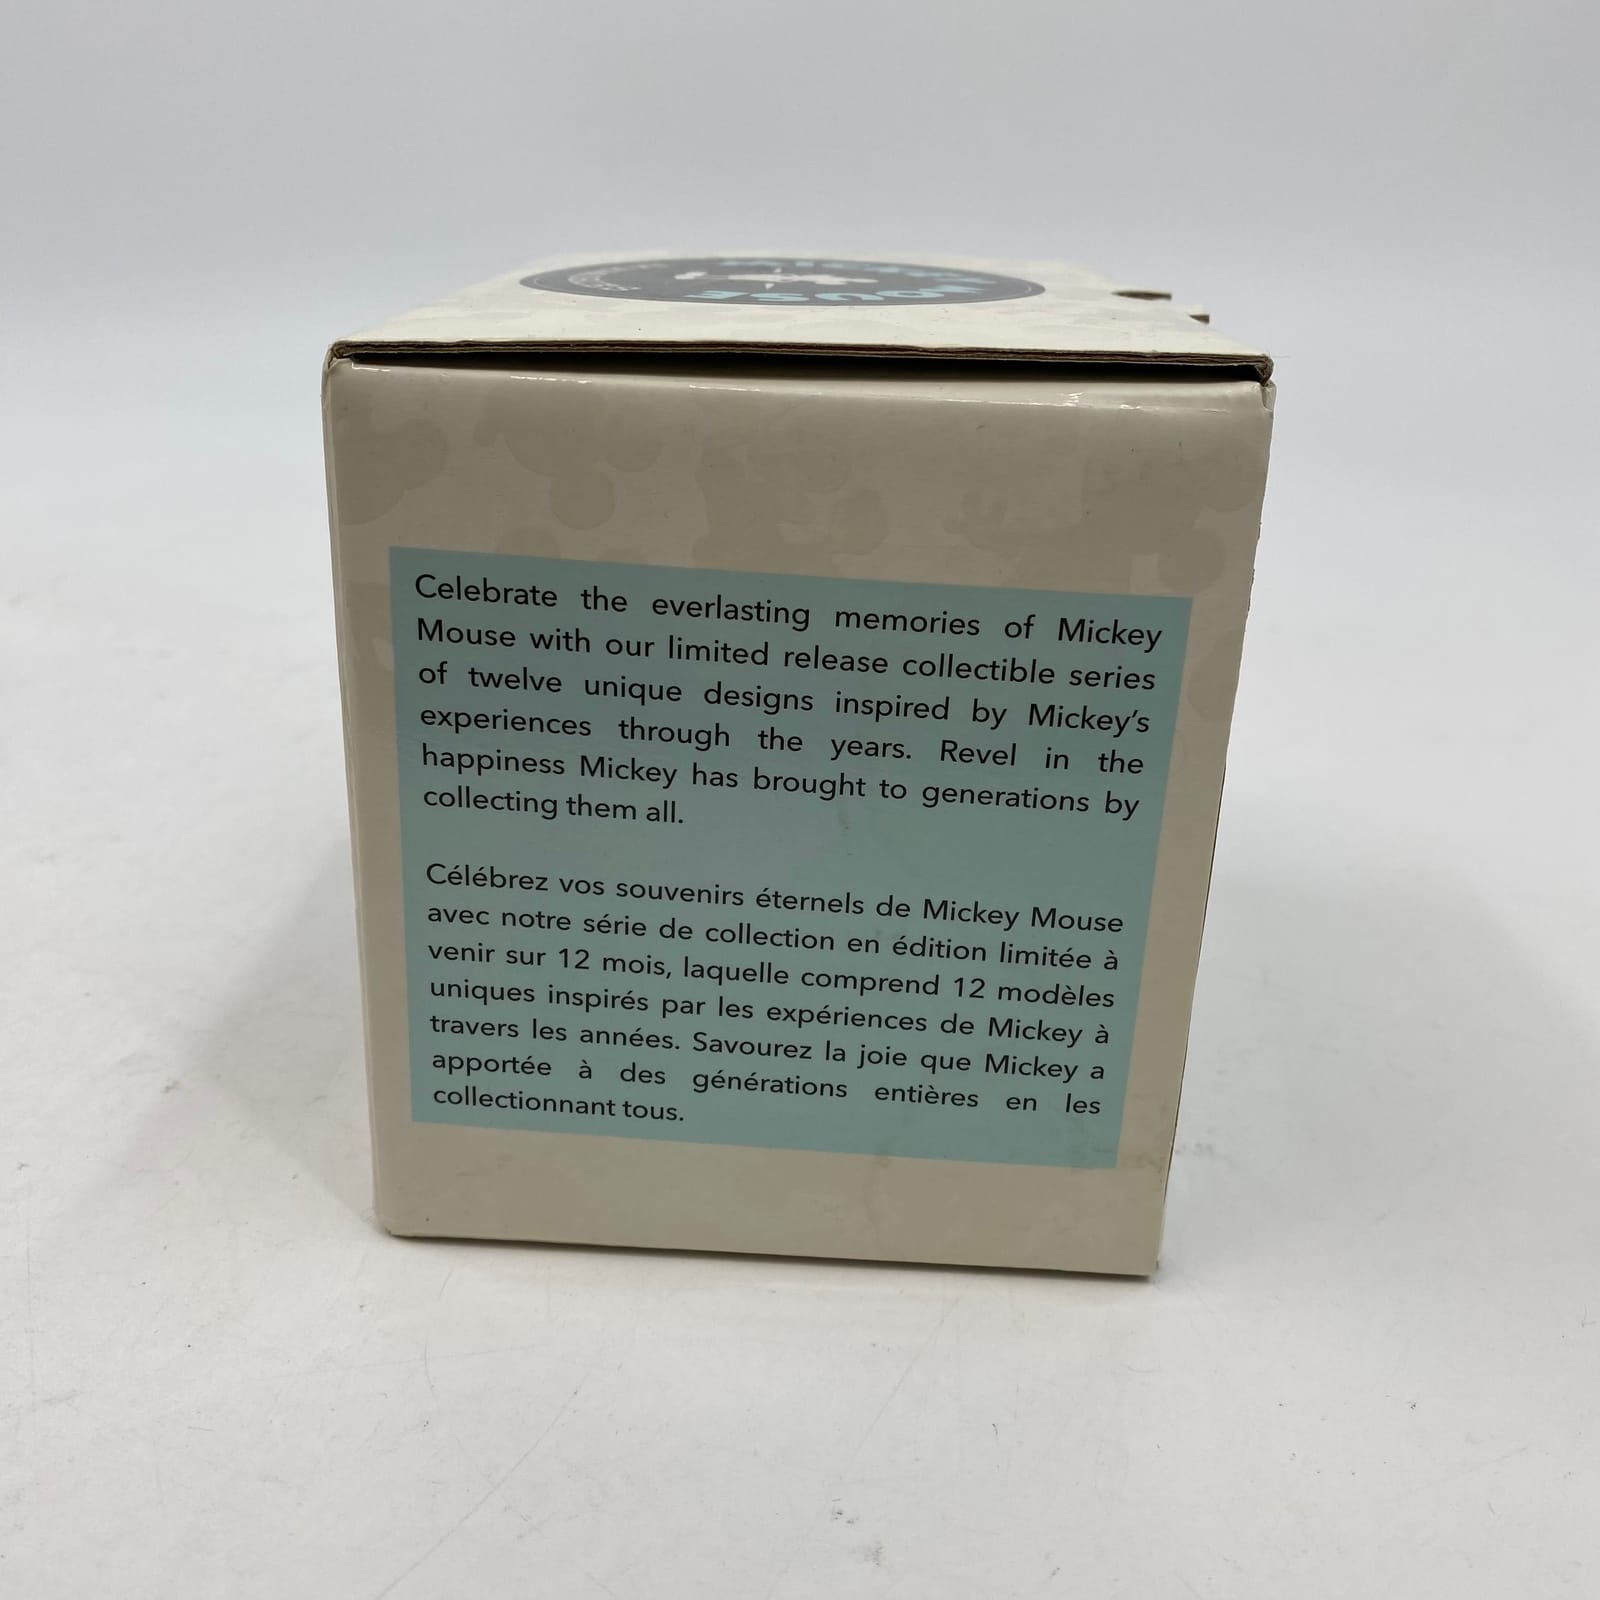 MOUSE
Celebrate the everlasting memories of Mickey
Mouse with our limited release collectible series
of twelve unique designs inspired by Mickey's
experiences through the years. Revel in the
happiness Mickey has brought to generations by
collecting them all.
Célébrez vos souvenirs éternels de Mickey Mouse
avec notre série de collection en édition limitée à
venir sur 12 mois, laquelle comprend 12 modèles
uniques inspirés par les expériences de Mickey à
travers les années. Savourez la joie que Mickey a
apportée à des générations entières en les
collectionnant tous.